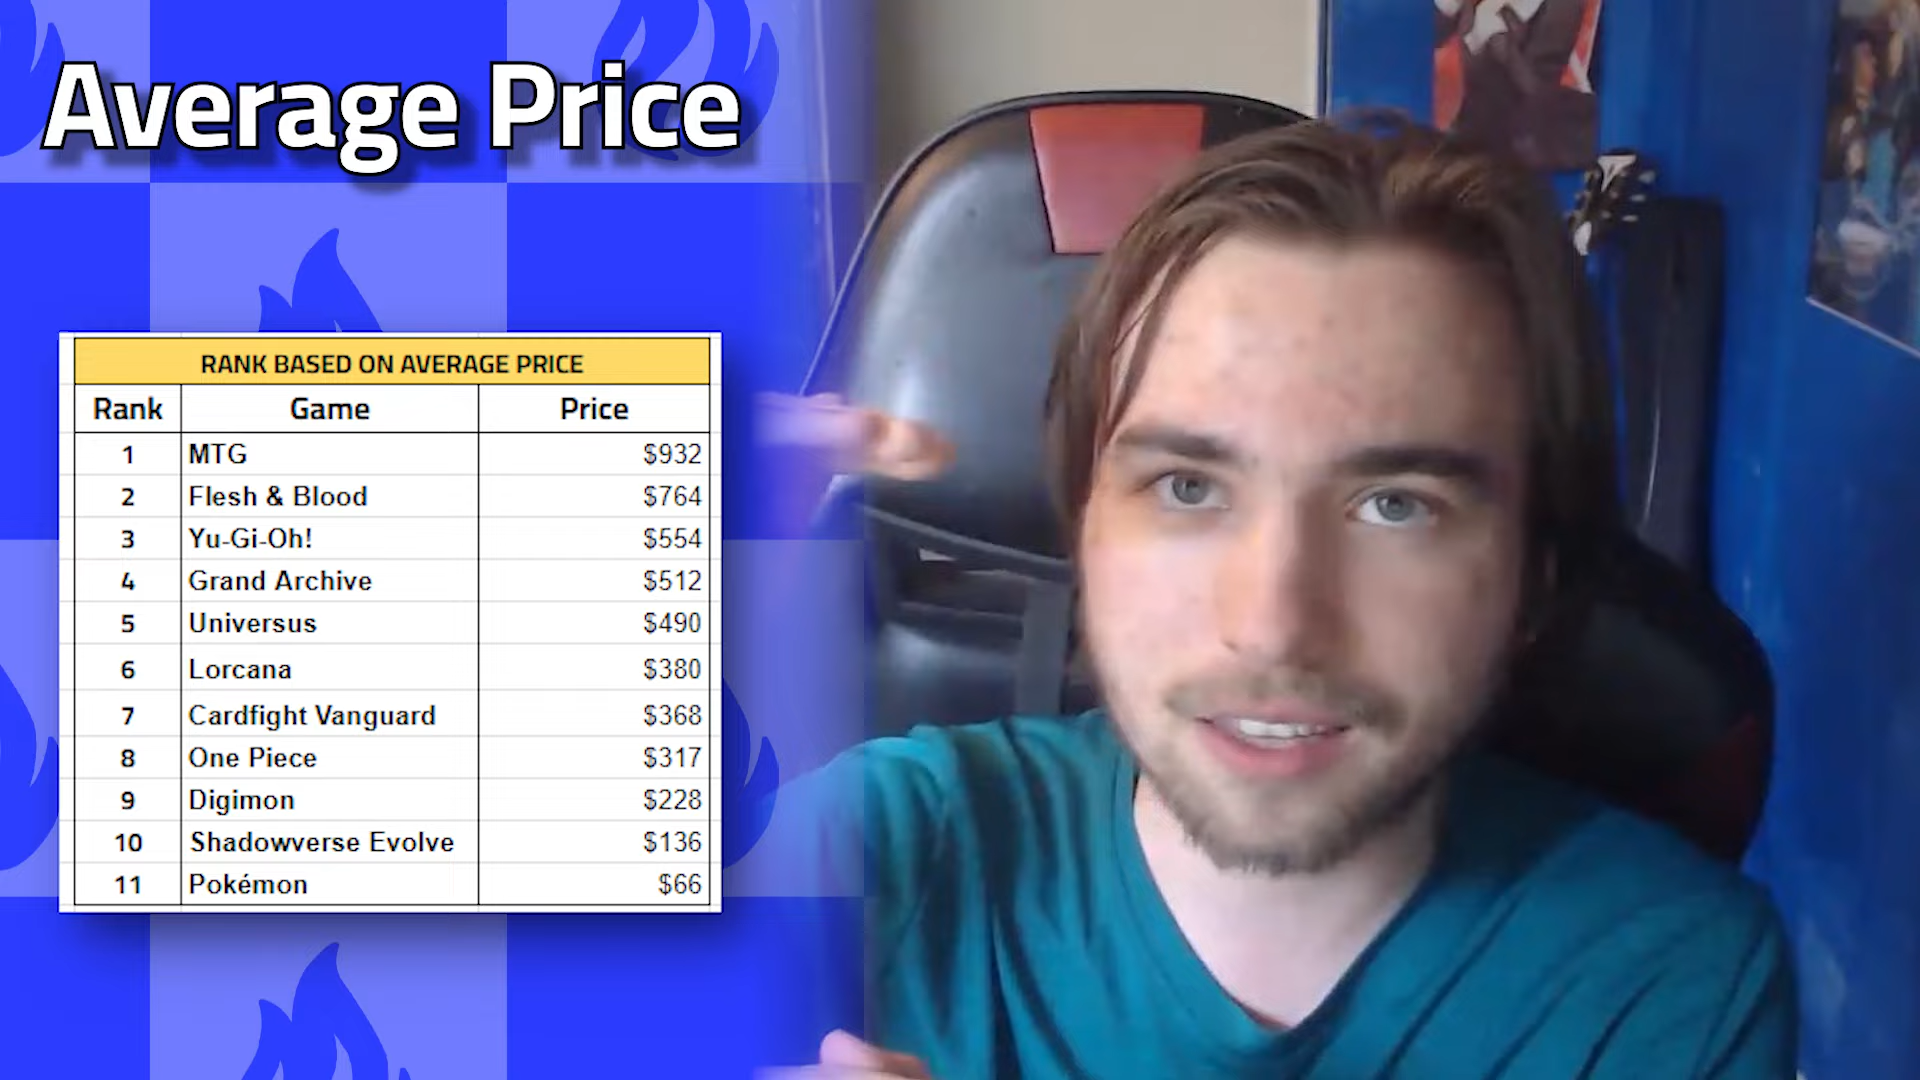 Average Price
RANK BASED ON AVERAGE PRICE
Rank Game Price
1 MTG $932
2 Flesh & Blood $764
3 Yu-Gi-Oh! $554
4 Grand Archive $512
5 Universus $490
6 Lorcana $380
7 Cardfight Vanguard $368
8 One Piece $317
9 Digimon $228
10 Shadowverse Evolve $136
11 Pokémon $66